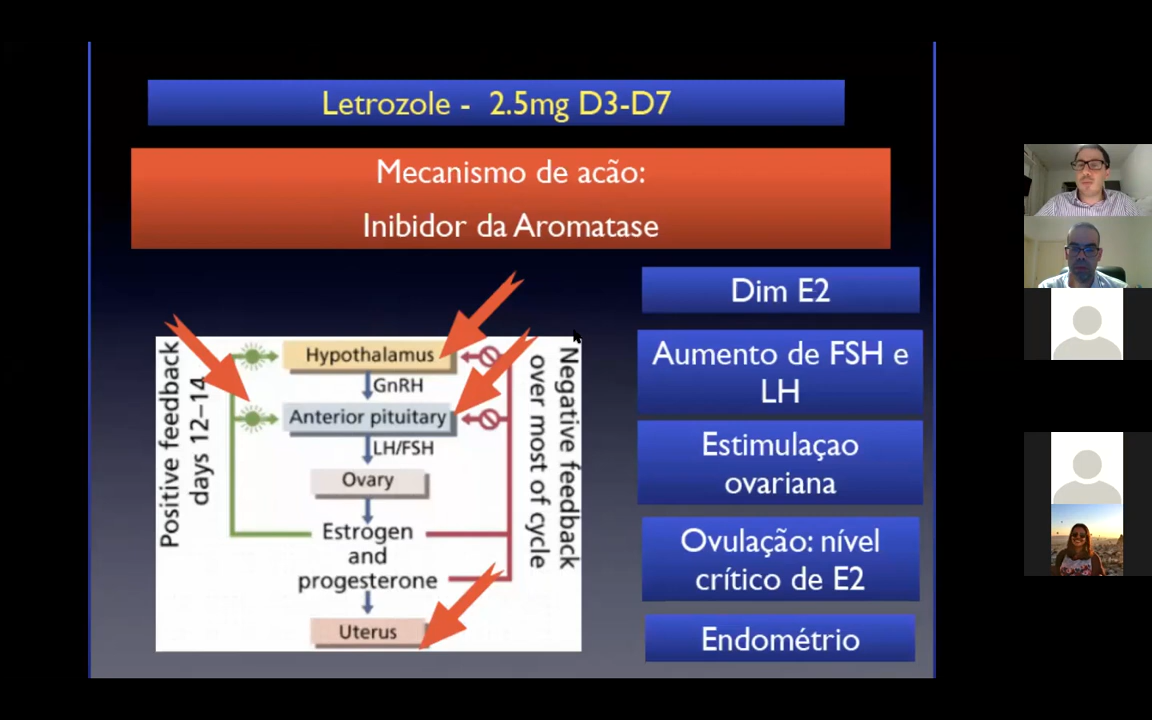 Letrozole - 2.5mg D3-D7
Mecanismo de acão:
Inibidor da Aromatase
Dim E2
Aumento de FSH e
LH
Estimulaçao
ovariana
Ovulação: nível
crítico de E2
Endométrio
Positive feedback
days 12–14
Hypothalamus
GnRH
Anterior pituitary
LH/FSH
Ovary
Estrogen
and
progesterone
Uterus
Negative feedback
over most of cycle